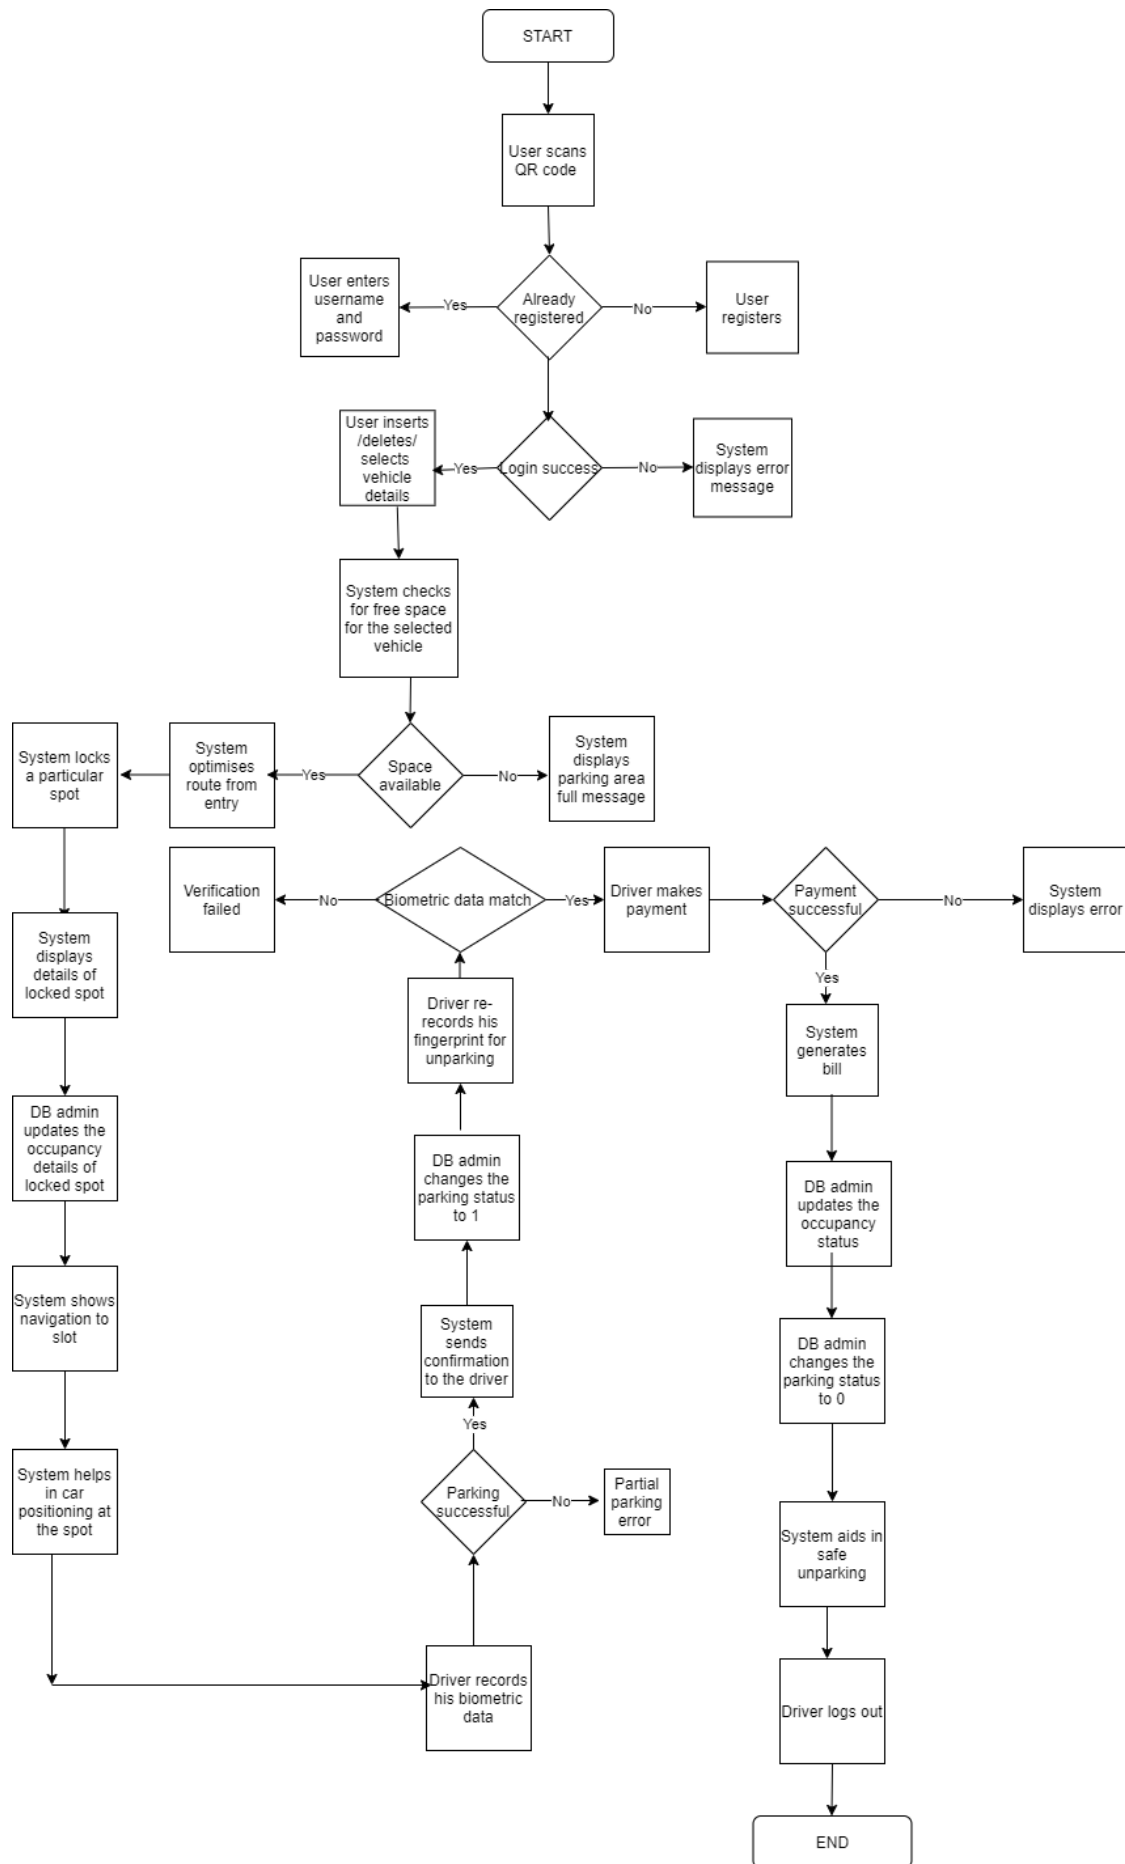 START
User scans
QR code
User enters
username
and
password
Yes
Already
registered
No
User
registers
User inserts
/deletes/
selects
vehicle
details
Yes
Login success
No
System
displays error
message
System checks
for free space
for the selected
vehicle
System locks
a particular
spot
System
optimises
route from
entry
Yes
Space
available
No
System
displays
parking area
full message
Verification
failed
No
Biometric data match
Yes
Driver makes
payment
Payment
successful
No
System
displays error
Yes
System
displays
details of
locked spot
Driver re-
records his
fingerprint for
unparking
System
generates
bill
DB admin
updates the
occupancy
details of
locked spot
DB admin
changes the
parking status
to 1
DB admin
updates the
occupancy
status
System shows
navigation to
slot
System
sends
confirmation
to the driver
DB admin
changes the
parking status
to 0
Yes
System helps
in car
positioning at
the spot
Parking
successful
No
Partial
parking
error
System aids in
safe
unparking
Driver records
his biometric
data
Driver logs out
END